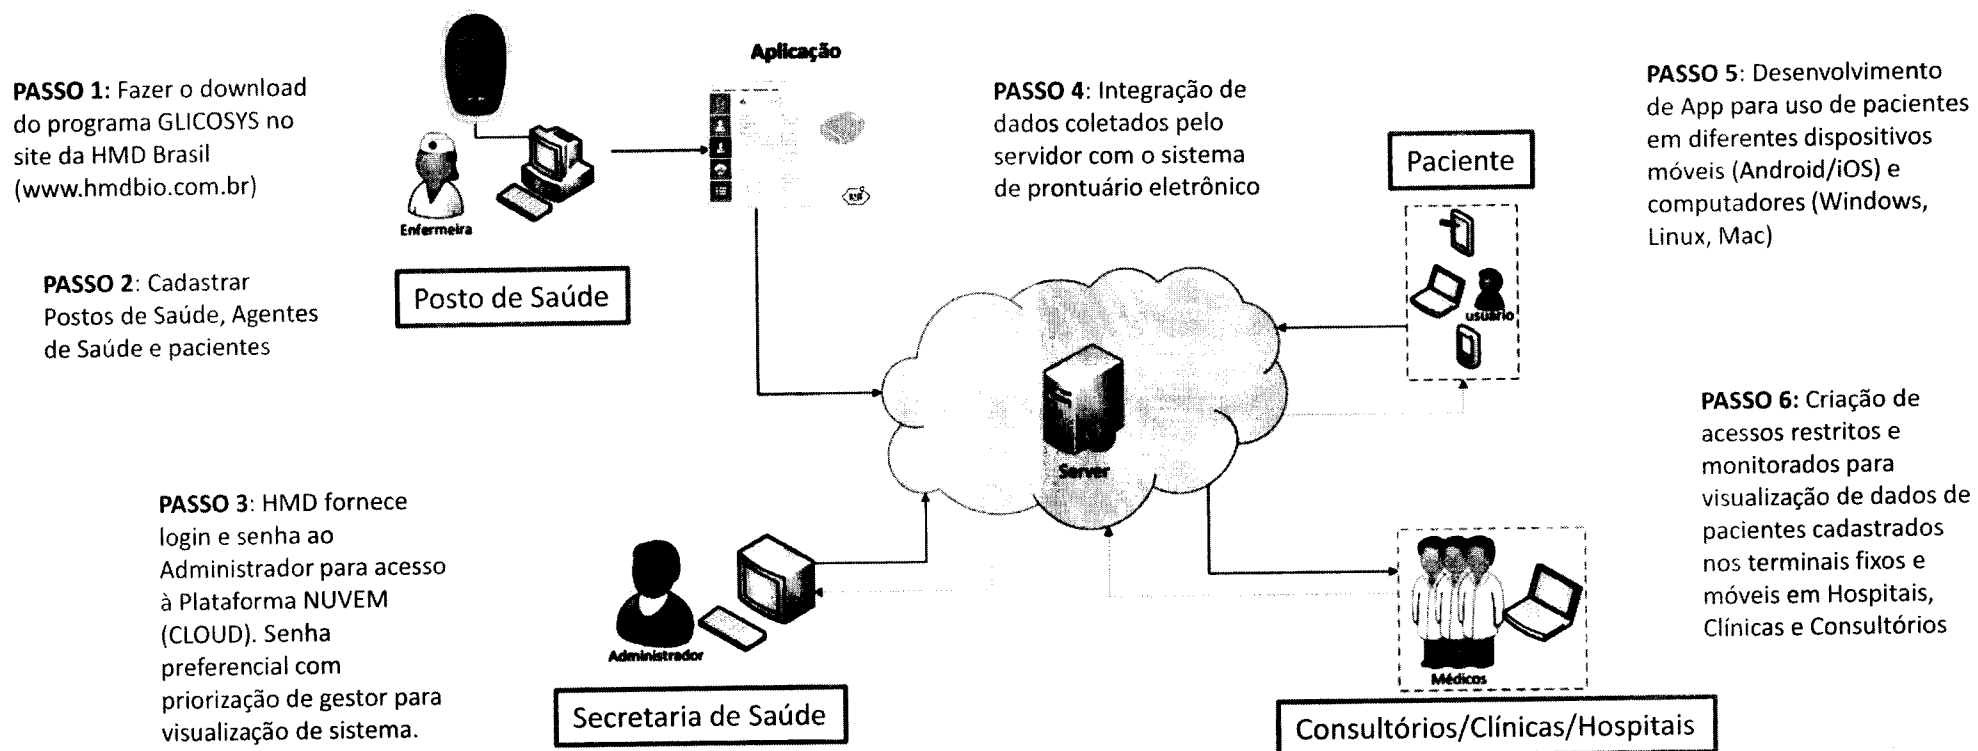 PASSO 1: Fazer o download
do programa GLICOSYS no
site da HMD Brasil
(www.hmdbio.com.br)
Enfermeira
Aplicação
PASSO 2: Cadastrar
Postos de Saúde, Agentes
de Saúde e pacientes
Posto de Saúde
PASSO 3: HMD fornece
login e senha ao
Administrador para acesso
à Plataforma NUVEM
(CLOUD). Senha
preferencial com
priorização de gestor para
visualização de sistema.
Administrador
Secretaria de Saúde
PASSO 4: Integração de
dados coletados pelo
servidor com o sistema
de prontuário eletrônico
Server
Paciente
usuário
PASSO 5: Desenvolvimento
de App para uso de pacientes
em diferentes dispositivos
móveis (Android/iOS) e
computadores (Windows,
Linux, Mac)
PASSO 6: Criação de
acessos restritos e
monitorados para
visualização de dados de
pacientes cadastrados
nos terminais fixos e
móveis em Hospitais,
Clínicas e Consultórios
Médicos
Consultórios/Clínicas/Hospitais